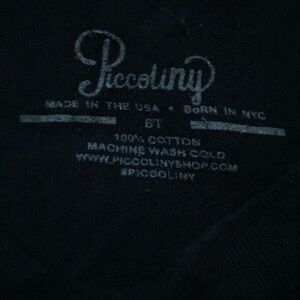 Piccoliny
MADE IN THE USA • BORN IN NYC
6T
100% COTTON
MACHINE WASH COLD
WWW.PICCOLINYSHOP.COM
#PICCOLINY